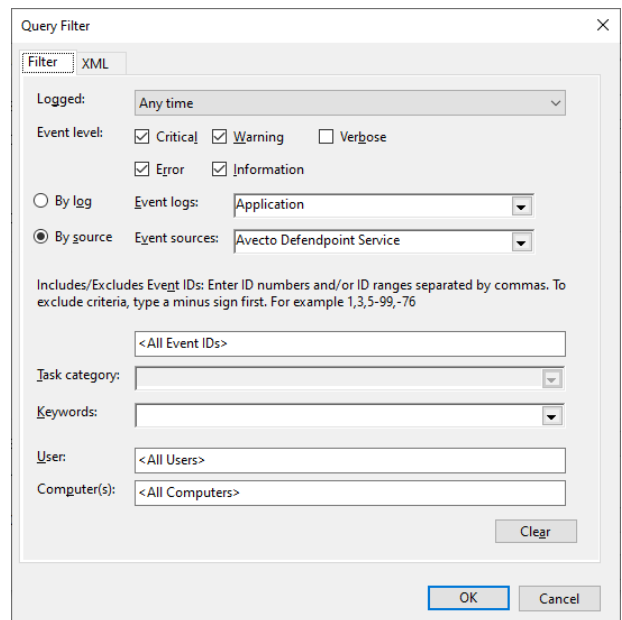 Query Filter
Filter XML
Logged: Any time
Event level: Critical Warning Verbose
Error Information
By log Event logs: Application
By source Event sources: Avecto Defendpoint Service
Includes/Excludes Event IDs: Enter ID numbers and/or ID ranges separated by commas. To
exclude criteria, type a minus sign first. For example 1,3,5-99,-76
<All Event IDs>
Task category:
Keywords:
User: <All Users>
Computer(s): <All Computers>
Clear
OK Cancel